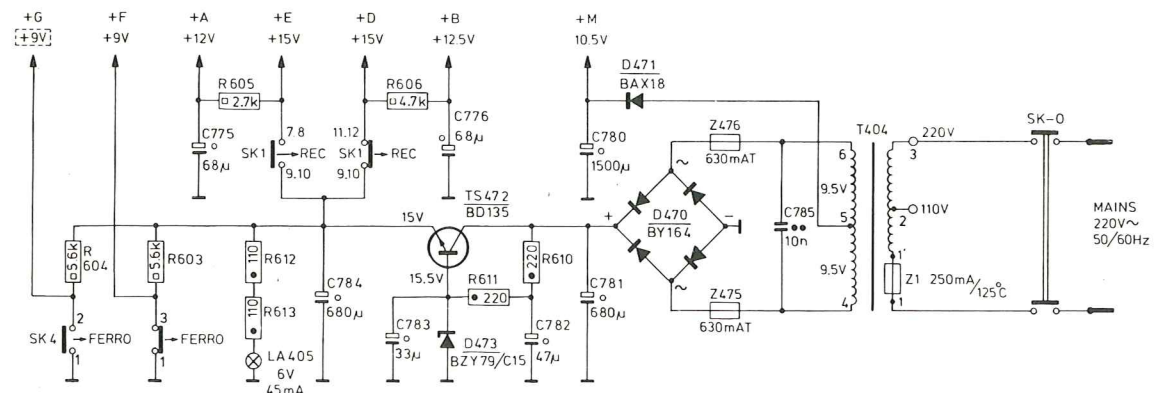 +G +F +A +E +D +B +M
+9V +9V +12V +15V +15V +12.5V 10.5V
D471
BAX18
R605
2.7k
R606
4.7k
C775
68µ
7.8
SK1 →REC
9,10
11.12
SK1 →REC
9,10
C776
68µ
C780
1500µ
Z476
630mAT
T404
220V
SK-0
6
3
9.5V
5
110V
2
9.5V
1'
4
Z1 250mA/125°C
1
MAINS
220V~
50/60Hz
TS472
BD135
15V
15.5V
~
+
D470
BY164
-
~
C785
10n
Z475
630mAT
R
604
5.6k
5.6k
R603
110
R612
110
R613
C784
680µ
R611
220
220
R610
C781
680µ
C783
33µ
D473
BZY79/C15
C782
47µ
2
SK4 →FERRO
1
3
→FERRO
1
LA405
6V
45mA